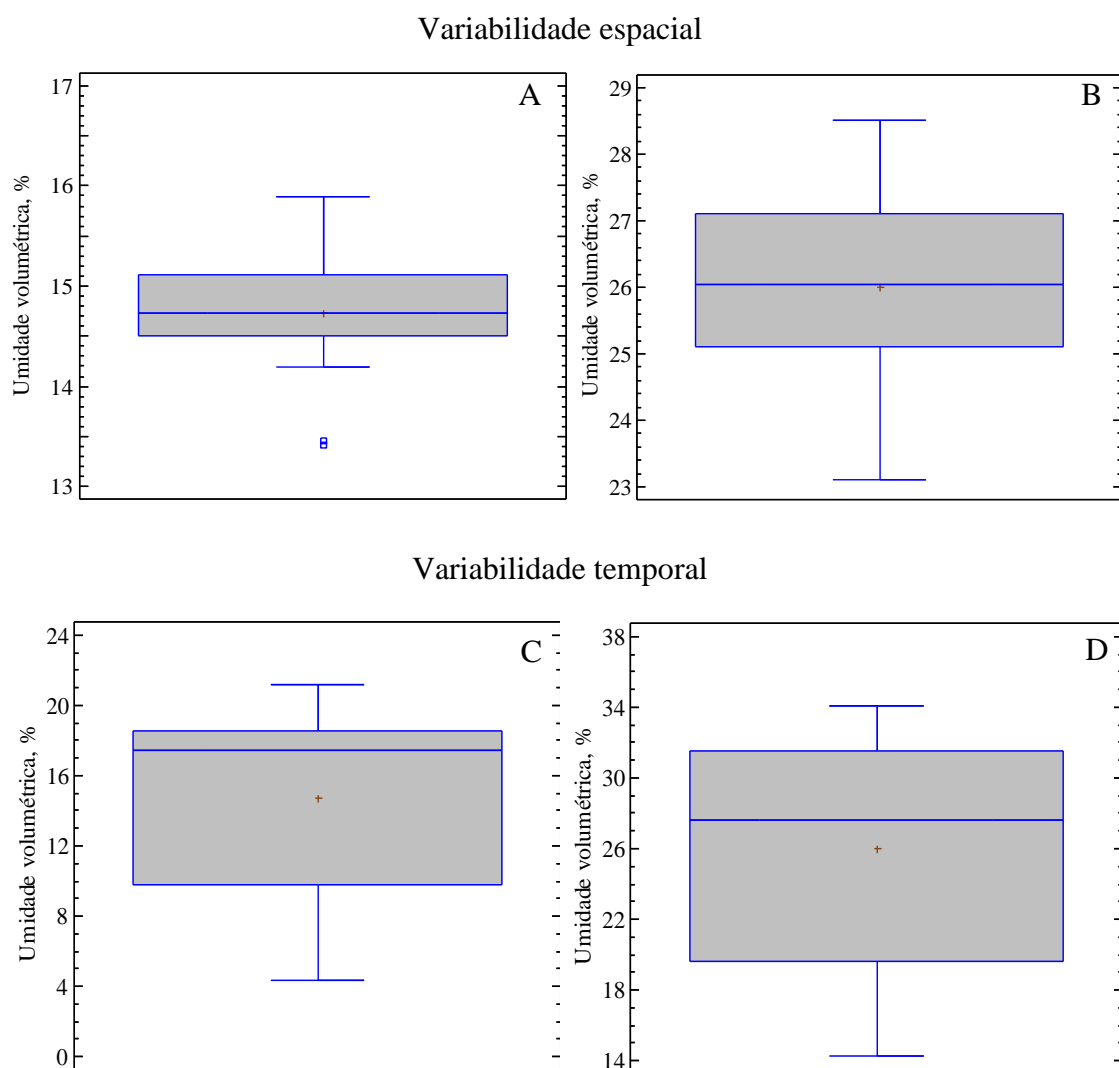 Variabilidade espacial
A
Umidade volumétrica, %
17
16
15
14
13
B
Umidade volumétrica, %
29
28
27
26
25
24
23
Variabilidade temporal
C
Umidade volumétrica, %
24
20
16
12
8
4
0
D
Umidade volumétrica, %
38
34
30
26
22
18
14